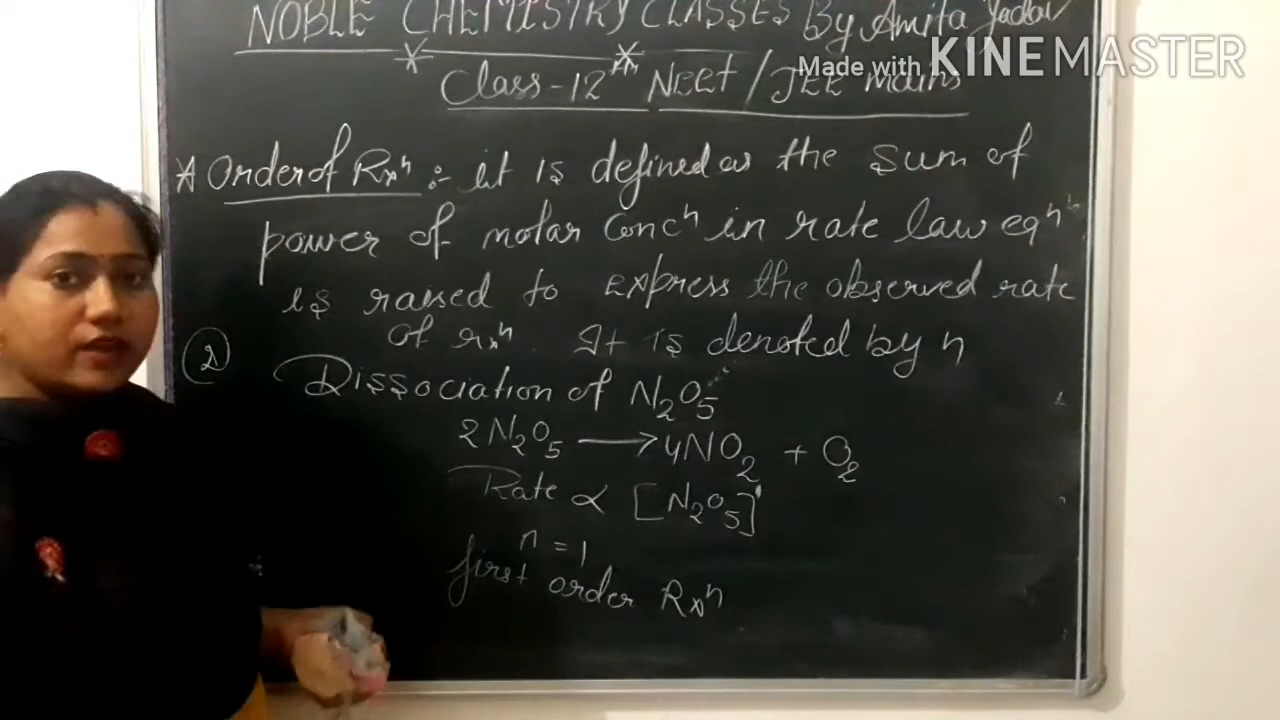 NOBLE CHEMISTRY CLASSES By Amita Yadav
Made with KINEMASTER
Class-12th NEET / JEE mains
* Order of Rxⁿ :- it is defined as the sum of
power of molar Concⁿ in rate law eqⁿ
is raised to express the observed rate
of rxⁿ. It is denoted by n
② Dissociation of N₂O₅
2N₂O₅ → 4NO₂ + O₂
Rate ∝ [N₂O₅]¹
n = 1
first order Rxⁿ